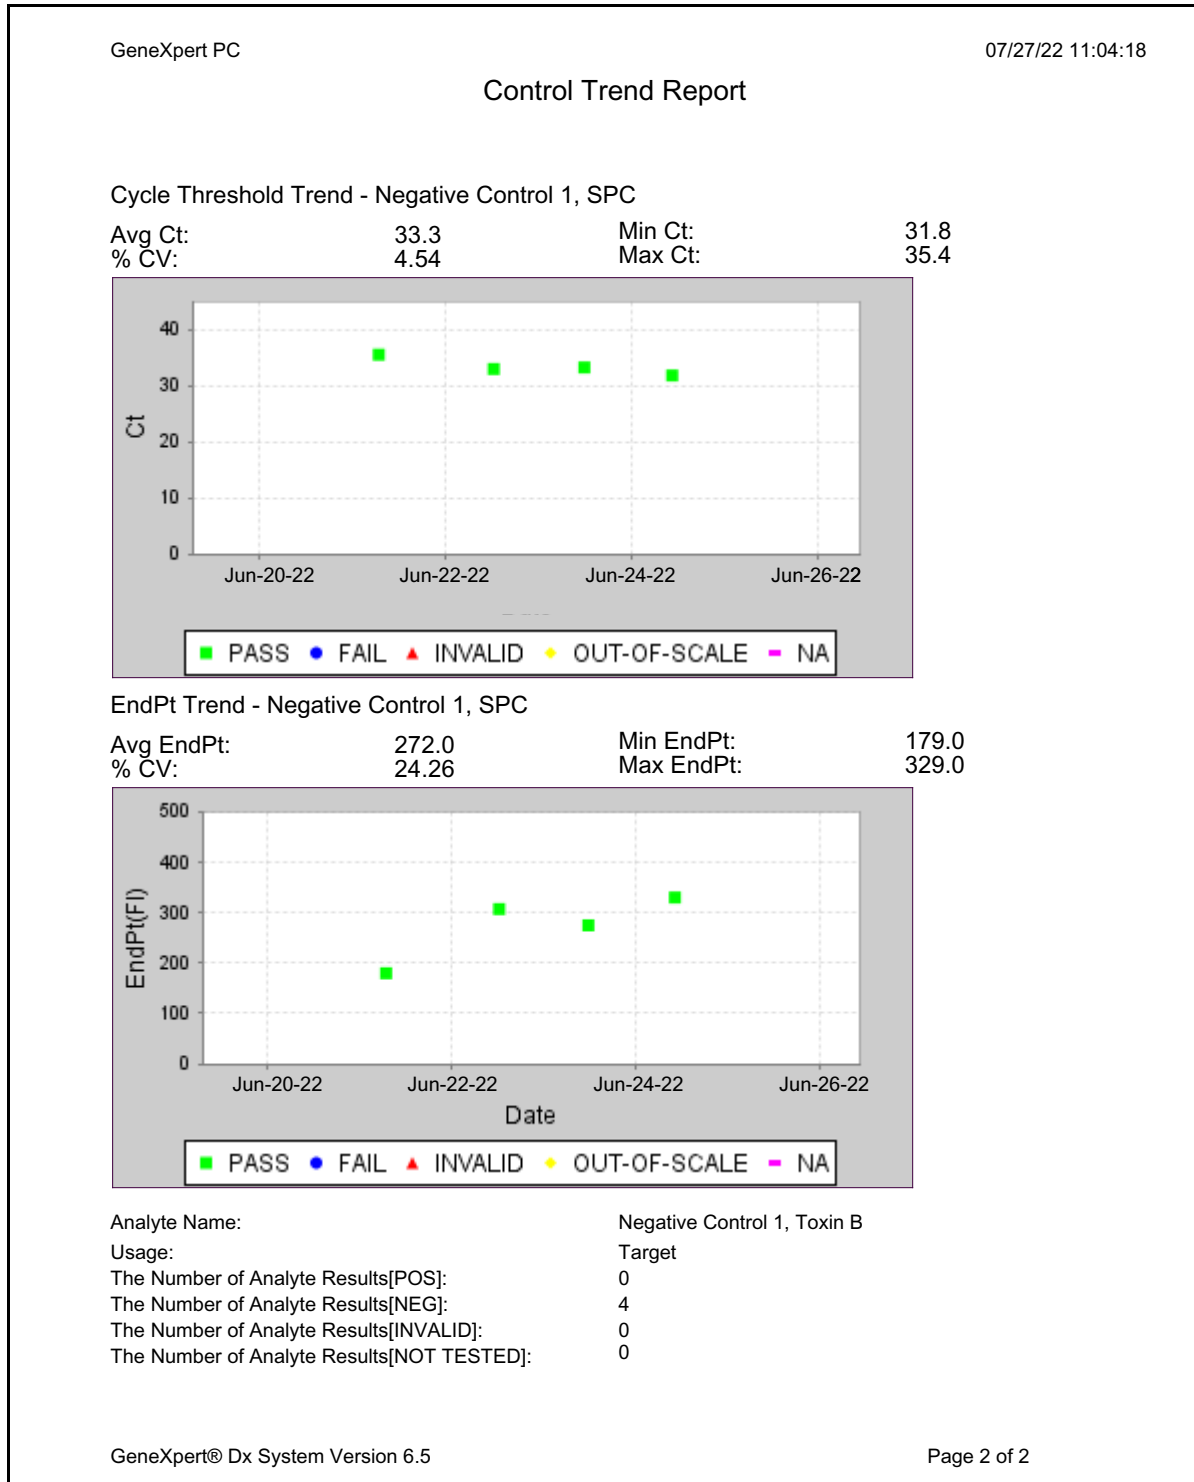 GeneXpert PC 07/27/22 11:04:18
Control Trend Report
Cycle Threshold Trend - Negative Control 1, SPC
Avg Ct: 33.3 Min Ct: 31.8
% CV: 4.54 Max Ct: 35.4
40
30
20
10
0
Ct
Jun-20-22 Jun-22-22 Jun-24-22 Jun-26-22
PASS FAIL INVALID OUT-OF-SCALE NA
EndPt Trend - Negative Control 1, SPC
Avg EndPt: 272.0 Min EndPt: 179.0
% CV: 24.26 Max EndPt: 329.0
500
400
300
200
100
0
EndPt(Fl)
Jun-20-22 Jun-22-22 Jun-24-22 Jun-26-22
Date
PASS FAIL INVALID OUT-OF-SCALE NA
Analyte Name: Negative Control 1, Toxin B
Usage: Target
The Number of Analyte Results[POS]: 0
The Number of Analyte Results[NEG]: 4
The Number of Analyte Results[INVALID]: 0
The Number of Analyte Results[NOT TESTED]: 0
GeneXpert® Dx System Version 6.5 Page 2 of 2